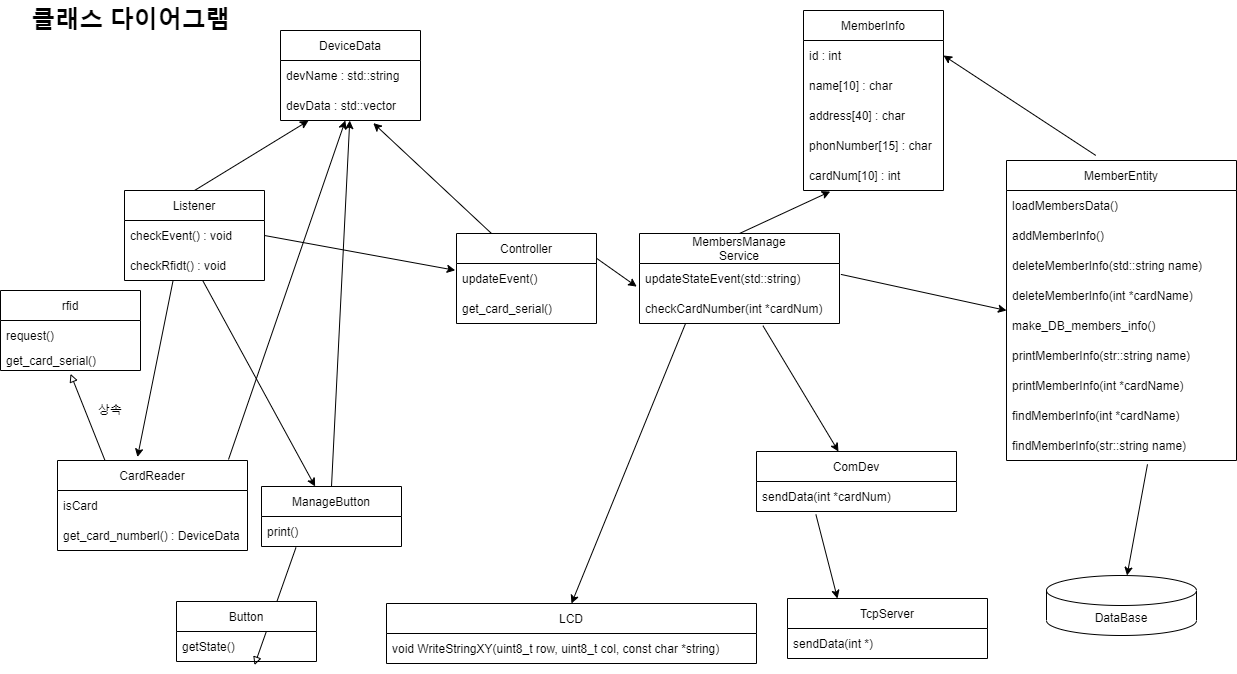 클래스 다이어그램
DeviceData
devName : std::string
devData : std::vector
MemberInfo
id : int
name[10] : char
address[40] : char
phonNumber[15] : char
cardNum[10] : int
Listener
checkEvent() : void
checkRfidt() : void
Controller
updateEvent()
get_card_serial()
MembersManage
Service
updateStateEvent(std::string)
checkCardNumber(int *cardNum)
MemberEntity
loadMembersData()
addMemberInfo()
deleteMemberInfo(std::string name)
deleteMemberInfo(int *cardName)
make_DB_members_info()
printMemberInfo(str::string name)
printMemberInfo(int *cardName)
findMemberInfo(int *cardName)
findMemberInfo(str::string name)
rfid
request()
get_card_serial()
상속
CardReader
isCard
get_card_numberl() : DeviceData
ManageButton
print()
Button
getState()
LCD
void WriteStringXY(uint8_t row, uint8_t col, const char *string)
ComDev
sendData(int *cardNum)
TcpServer
sendData(int *)
DataBase